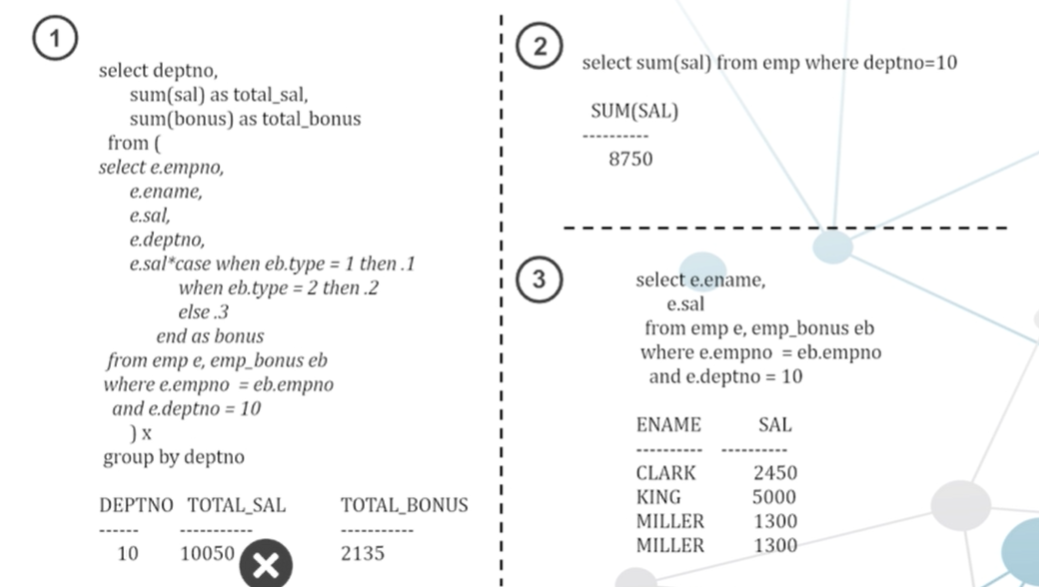 1
select deptno,
sum(sal) as total_sal,
sum(bonus) as total_bonus
from (
select e.empno,
e.ename,
e.sal,
e.deptno,
e.sal*case when eb.type = 1 then .1
when eb.type = 2 then .2
else .3
end as bonus
from emp e, emp_bonus eb
where e.empno = eb.empno
and e.deptno = 10
) x
group by deptno
DEPTNO TOTAL_SAL TOTAL_BONUS
------ ----------- -----------
10 10050 2135
2
select sum(sal) from emp where deptno=10
SUM(SAL)
----------
8750
3
select e.ename,
e.sal
from emp e, emp_bonus eb
where e.empno = eb.empno
and e.deptno = 10
ENAME SAL
---------- ----------
CLARK 2450
KING 5000
MILLER 1300
MILLER 1300